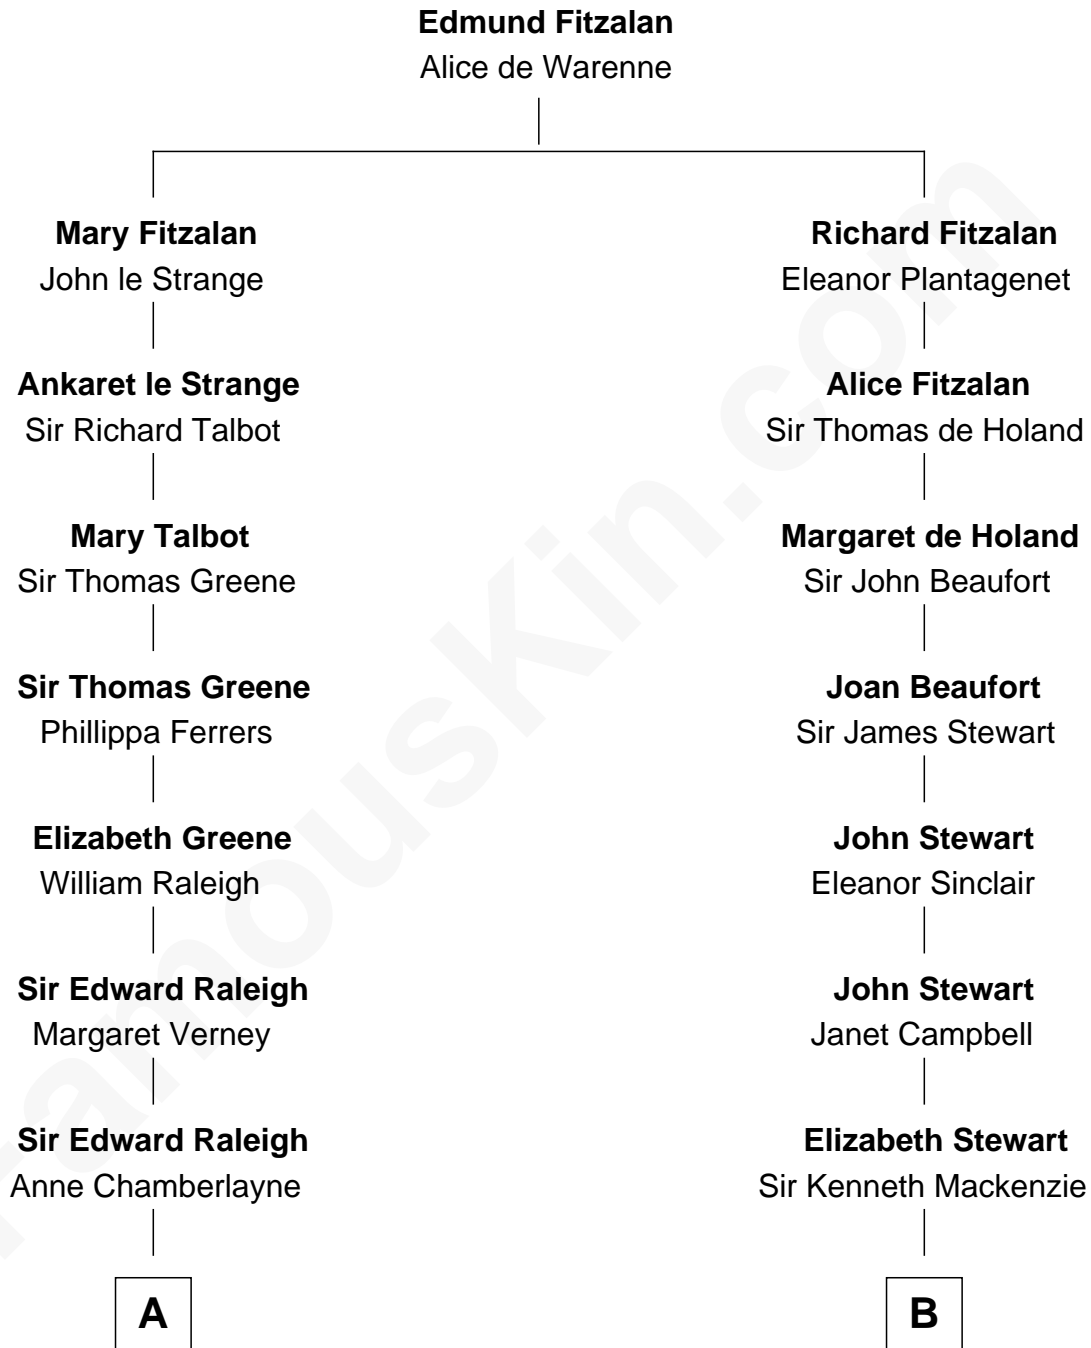 Edmund Fitzalan
Alice de Warenne
Mary Fitzalan
John le Strange
Richard Fitzalan
Eleanor Plantagenet
Ankaret le Strange
Sir Richard Talbot
Alice Fitzalan
Sir Thomas de Holand
Mary Talbot
Sir Thomas Greene
Margaret de Holand
Sir John Beaufort
Sir Thomas Greene
Phillippa Ferrers
Joan Beaufort
Sir James Stewart
Elizabeth Greene
William Raleigh
John Stewart
Eleanor Sinclair
Sir Edward Raleigh
Margaret Verney
John Stewart
Janet Campbell
Sir Edward Raleigh
Anne Chamberlayne
Elizabeth Stewart
Sir Kenneth Mackenzie
A
B
FamousKin.com